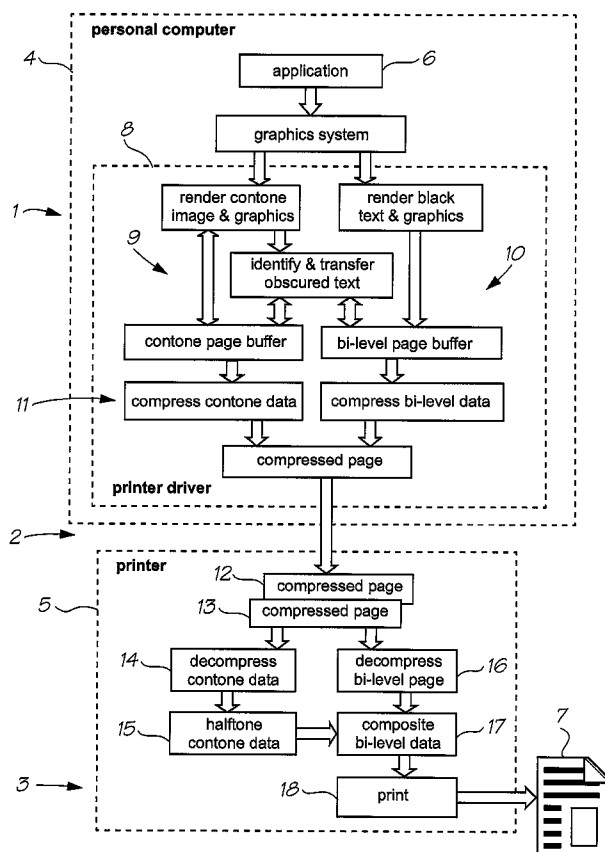 personal computer
4
application
6
graphics system
8
render contone
image & graphics
render black
text & graphics
1
9
identify & transfer
obscured text
10
contone page buffer
bi-level page buffer
11
compress contone data
compress bi-level data
compressed page
printer driver
2
printer
12
compressed page
5
13
compressed page
14
decompress
contone data
decompress
bi-level page
16
15
halftone
contone data
composite
bi-level data
17
7
3
18
print